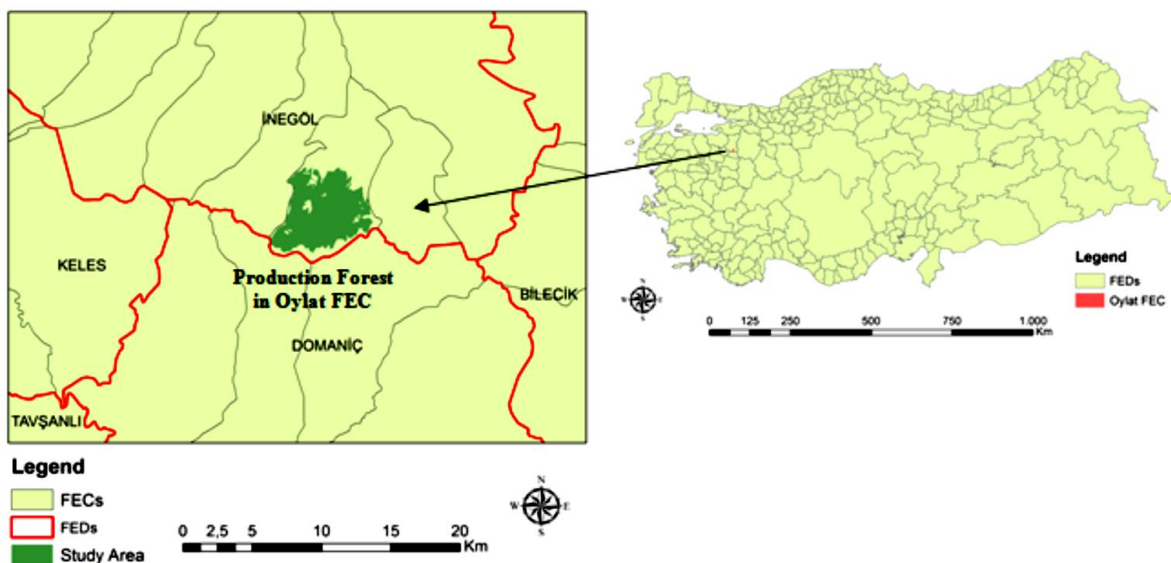 İNEGÖL
KELES
Production Forest
in Oylat FEC
BİLECİK
DOMANİÇ
TAVŞANLI
Legend
FECs
FEDs
Study Area
N
W E
S
0 2,5 5 10 15 20
Km
Legend
FEDs
Oylat FEC
N
W E
S
0 125 250 500 750 1.000
Km